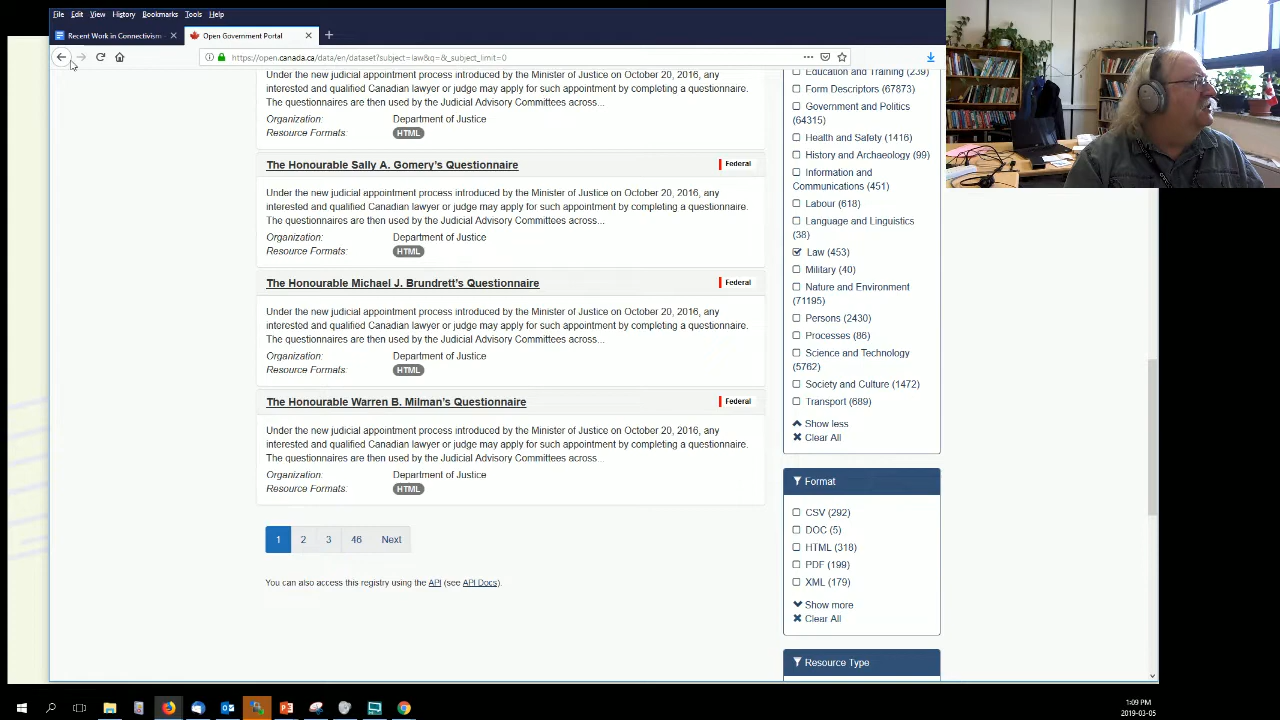 File Edit View History Bookmarks Tools Help
Recent Work in Connectivism -
Open Government Portal
https://open.canada.ca/data/en/dataset?subject=law&q=&_subject_limit=0
Under the new judicial appointment process introduced by the Minister of Justice on October 20, 2016, any
interested and qualified Canadian lawyer or judge may apply for such appointment by completing a questionnaire.
The questionnaires are then used by the Judicial Advisory Committees across...
Organization: Department of Justice
Resource Formats: HTML
The Honourable Sally A. Gomery's Questionnaire Federal
Under the new judicial appointment process introduced by the Minister of Justice on October 20, 2016, any
interested and qualified Canadian lawyer or judge may apply for such appointment by completing a questionnaire.
The questionnaires are then used by the Judicial Advisory Committees across...
Organization: Department of Justice
Resource Formats: HTML
The Honourable Michael J. Brundrett's Questionnaire Federal
Under the new judicial appointment process introduced by the Minister of Justice on October 20, 2016, any
interested and qualified Canadian lawyer or judge may apply for such appointment by completing a questionnaire.
The questionnaires are then used by the Judicial Advisory Committees across...
Organization: Department of Justice
Resource Formats: HTML
The Honourable Warren B. Milman's Questionnaire Federal
Under the new judicial appointment process introduced by the Minister of Justice on October 20, 2016, any
interested and qualified Canadian lawyer or judge may apply for such appointment by completing a questionnaire.
The questionnaires are then used by the Judicial Advisory Committees across...
Organization: Department of Justice
Resource Formats: HTML
1 2 3 46 Next
You can also access this registry using the API (see API Docs).
Education and Training (239)
Form Descriptors (67873)
Government and Politics
(64315)
Health and Safety (1416)
History and Archaeology (99)
Information and
Communications (451)
Labour (618)
Language and Linguistics
(38)
Law (453)
Military (40)
Nature and Environment
(71195)
Persons (2430)
Processes (86)
Science and Technology
(5762)
Society and Culture (1472)
Transport (689)
Show less
Clear All
Format
CSV (292)
DOC (5)
HTML (318)
PDF (199)
XML (179)
Show more
Clear All
Resource Type
1:09 PM
2019-03-05